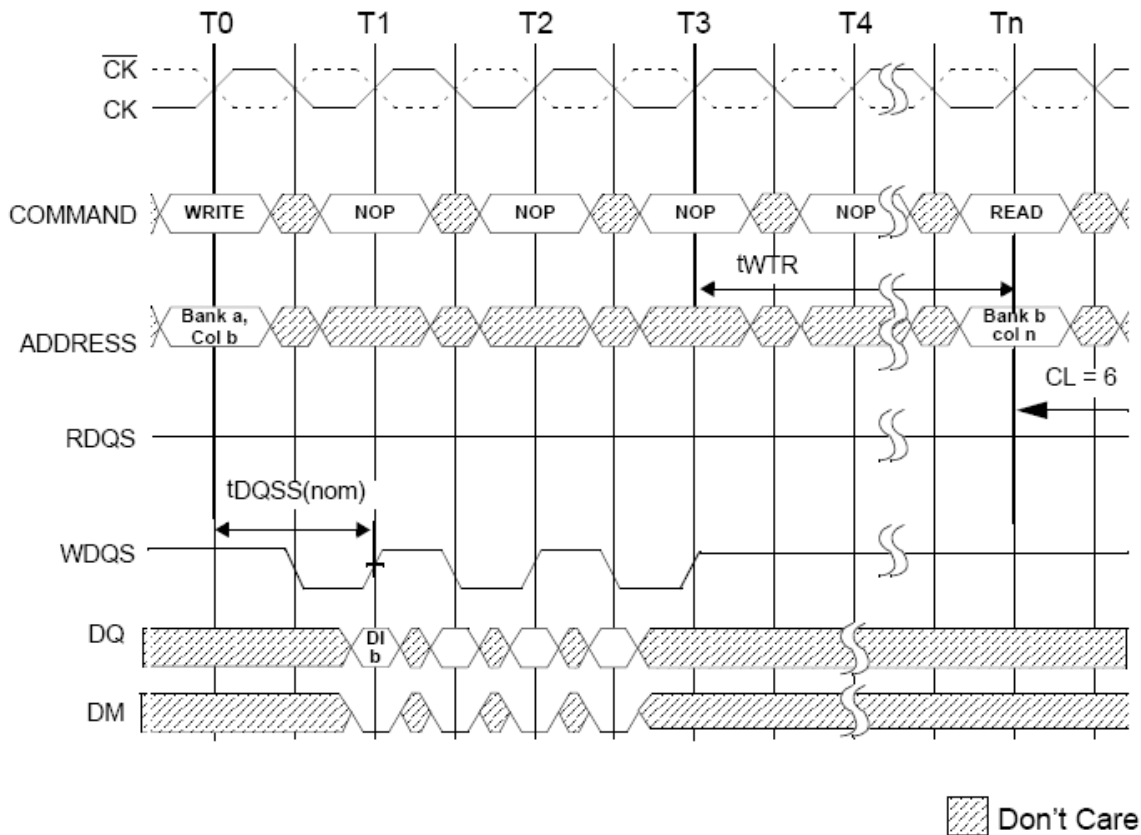 T0 T1 T2 T3 T4 Tn
CK
CK
COMMAND WRITE NOP NOP NOP NOP READ
tWTR
ADDRESS Bank a, Col b Bank b col n
CL = 6
RDQS
tDQSS(nom)
WDQS
DQ DI b
DM
Don't Care